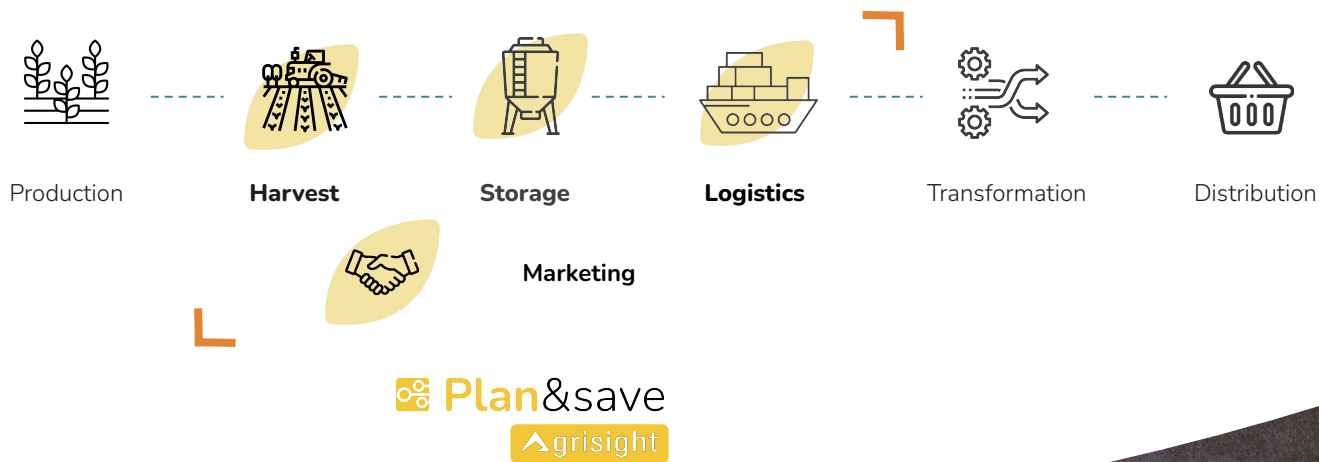 Production
Harvest
Storage
Logistics
Transformation
Distribution
Marketing
Plan&save
Agrisight